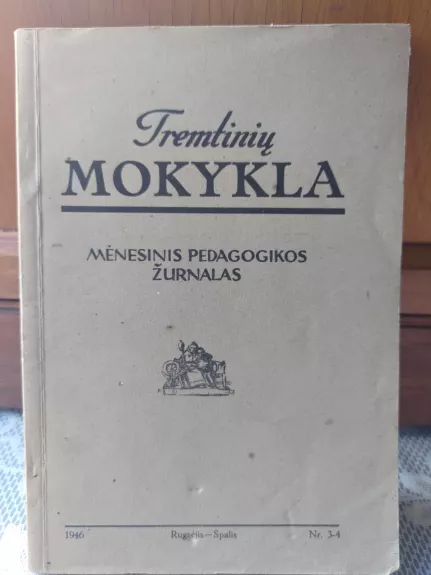 Tremtinių
MOKYKLA
MĖNESINIS PEDAGOGIKOS
ŽURNALAS
1946 Rugsėjis—Spalis Nr. 3-4